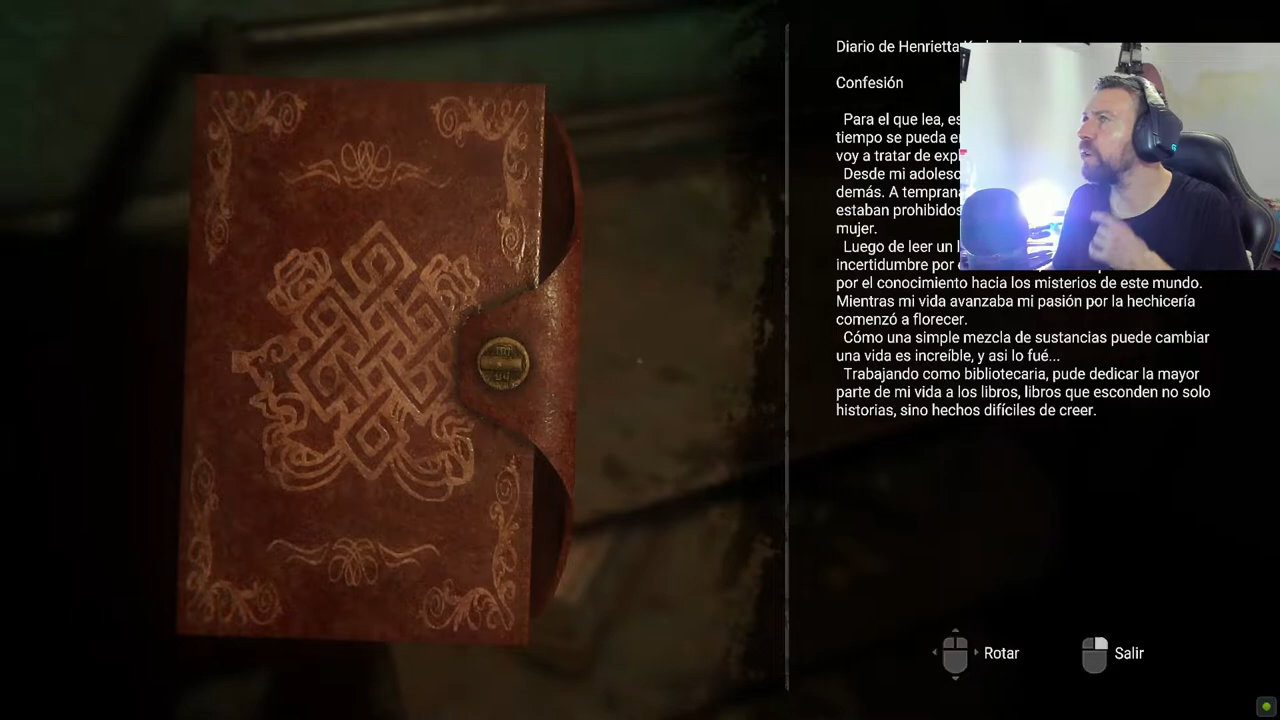 Diario de Henrietta
Confesión
Para el que lea,
tiempo se pueda
voy a tratar de
Desde mi
demás. A
estaban prohibidos
mujer.
Luego de leer un
incertidumbre por
por el conocimiento hacia los misterios de este mundo.
Mientras mi vida avanzaba mi pasión por la hechicería
comenzó a florecer.
Cómo una simple mezcla de sustancias puede cambiar
una vida es increíble, y asi lo fué...
Trabajando como bibliotecaria, pude dedicar la mayor
parte de mi vida a los libros, libros que esconden no solo
historias, sino hechos difíciles de creer.
Rotar
Salir